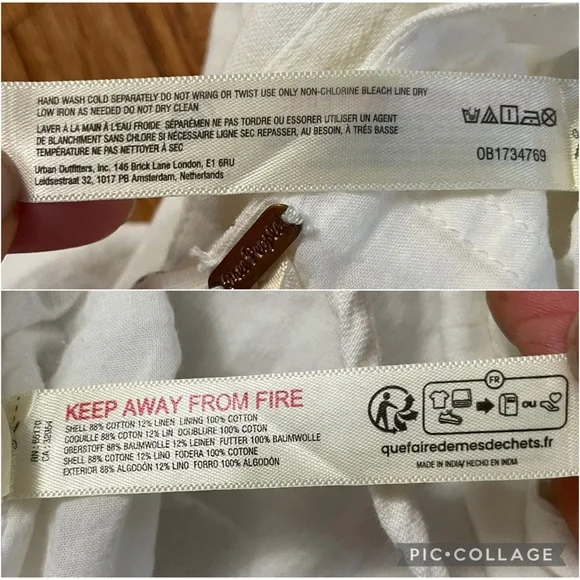 HAND WASH COLD SEPARATELY DO NOT WRING OR TWIST USE ONLY NON-CHLORINE BLEACH LINE DRY
LOW IRON AS NEEDED DO NOT DRY CLEAN
LAVER À LA MAIN À L'EAU FROIDE SÉPARÉMEN NE PAS TORDRE OU ESSORER UTILISER UN AGENT
DE BLANCHIMENT SANS CHLORE SI NÉCESSAIRE LIGNE SEC REPASSER, AU BESOIN, À TRÈS BASSE
TEMPÉRATURE NE PAS NETTOYER À SEC
Urban Outfitters, Inc. 146 Brick Lane London, E1 6RU
Leidsestraat 32, 1017 PB Amsterdam, Netherlands
OB1734769
Free People
KEEP AWAY FROM FIRE
SHELL 88% COTTON 12% LINEN LINING 100% COTTON
COQUILLE 88% COTON 12% LIN DOUBLURE 100% COTON
OBERSTOFF 88% BAUMWOLLE 12% LEINEN FUTTER 100% BAUMWOLLE
SHELL 88% COTONE 12% LINO FODERA 100% COTONE
EXTERIOR 88% ALGODÓN 12% LINO FORRO 100% ALGODÓN
RN : 66170
FR
OU
quefairedemesdechets.fr
MADE IN INDIA/ HECHO EN INDIA
PIC•COLLAGE